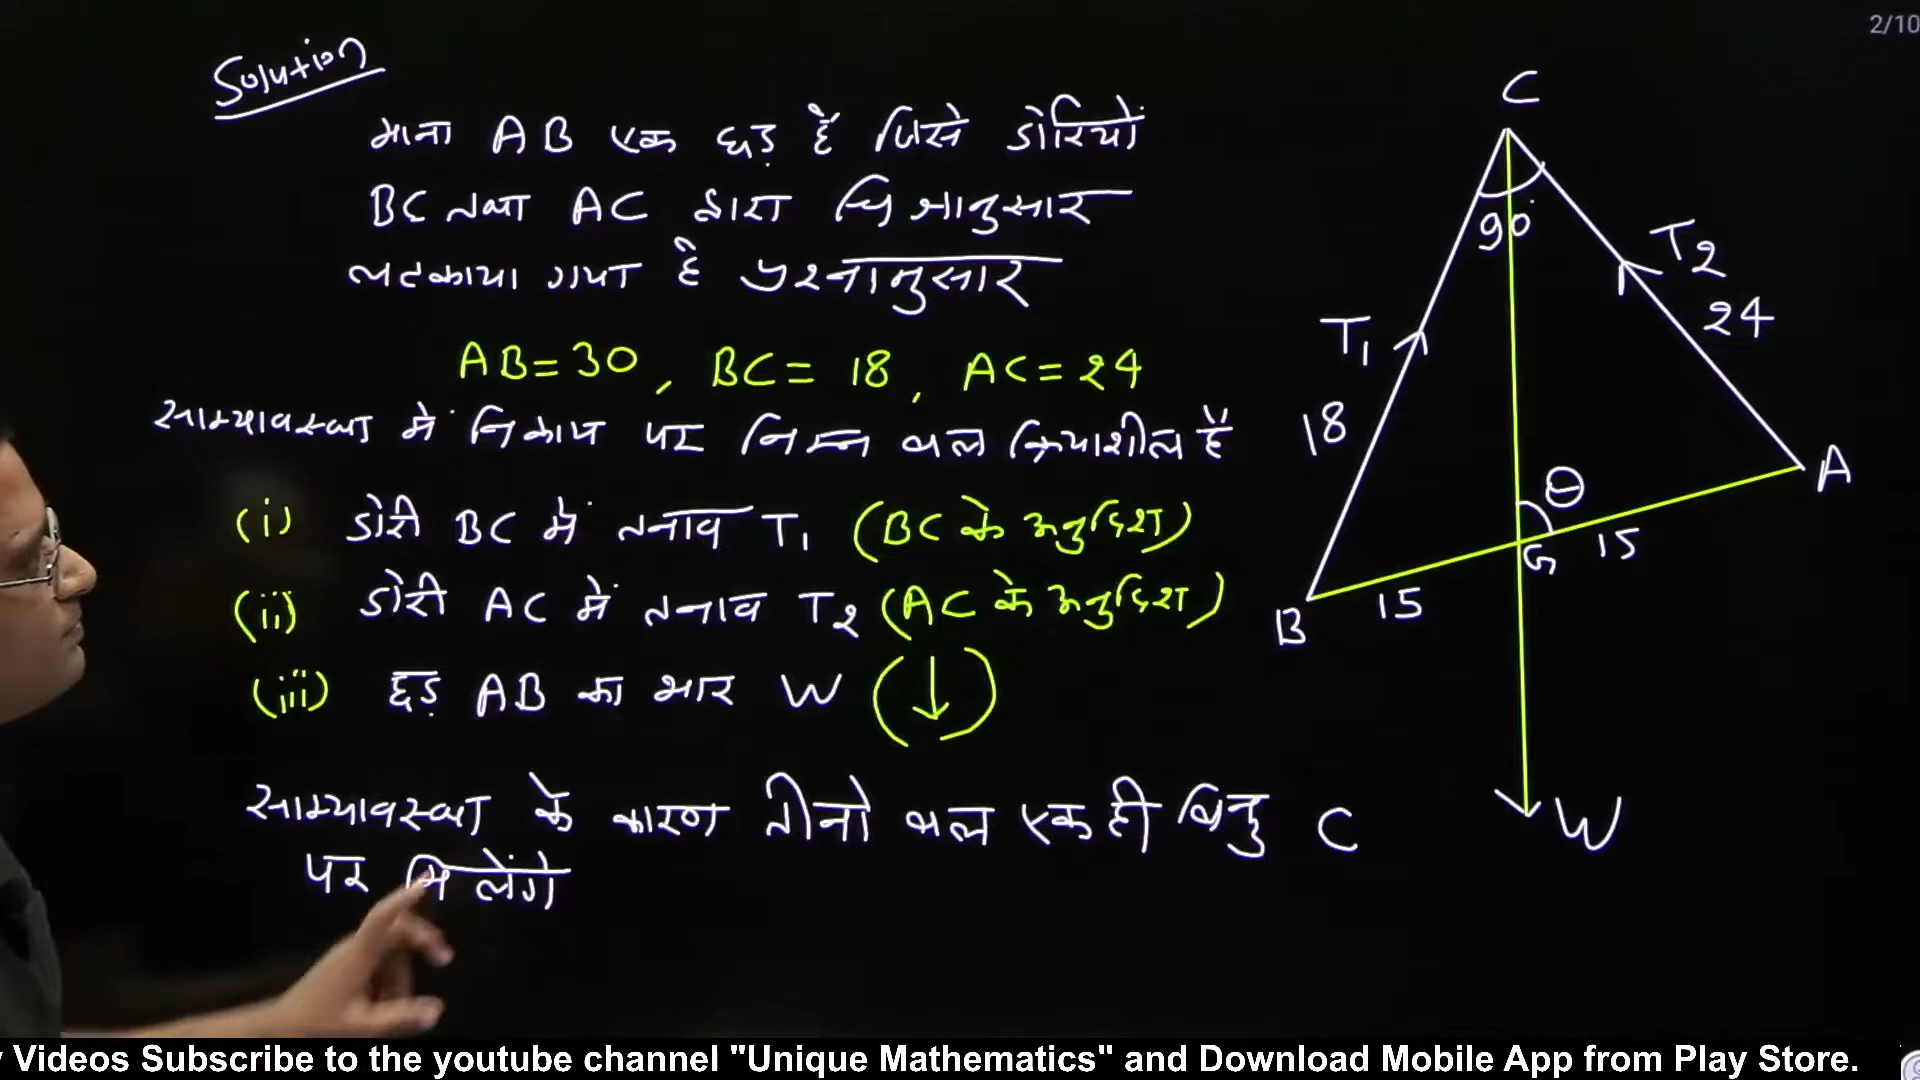 2/10
Solution
माना AB एक छड़ है जिसे डोरियों
BC तथा AC द्वारा चित्रानुसार
लटकाया गया है प्रश्नानुसार
AB = 30 , BC = 18 , AC = 24
साम्यावस्था में निकाय पर निम्न बल क्रियाशील हैं
(i) डोरी BC में तनाव T₁ (BC के अनुदिश)
(ii) डोरी AC में तनाव T₂ (AC के अनुदिश)
(iii) छड़ AB का भार W (↓)
साम्यावस्था के कारण तीनो बल एक ही बिन्दु C
पर मिलेंगे
C
90°
T₂
24
T₁
18
A
θ
G
15
15
B
W
y Videos Subscribe to the youtube channel "Unique Mathematics" and Download Mobile App from Play Store.